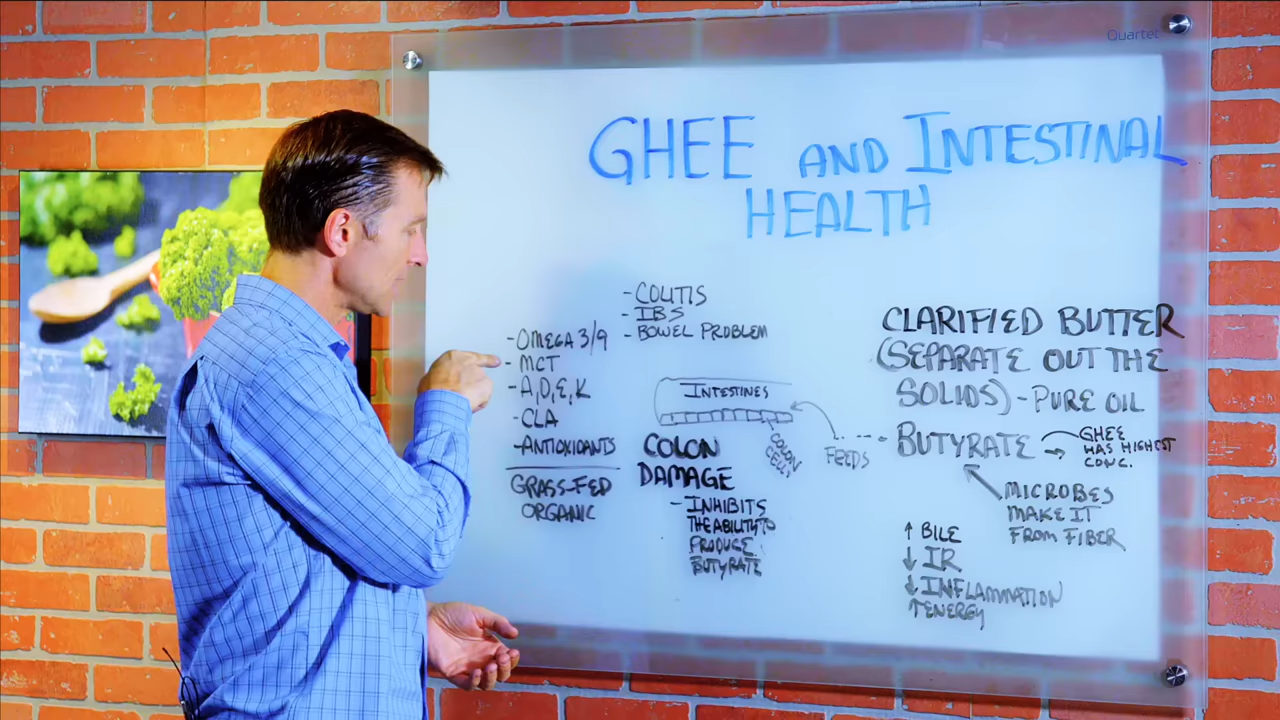 Quartet
GHEE AND INTESTINAL
HEALTH
- COLITIS
- IBS
- BOWEL PROBLEM
- OMEGA 3/9
- MCT
- A, D, E, K
- CLA
- ANTIOXIDANTS
GRASS-FED
ORGANIC
INTESTINES
COLON
CELLS
FEEDS
COLON
DAMAGE
- INHIBITS
THE ABILITY TO
PRODUCE
BUTYRATE
CLARIFIED BUTTER
(SEPARATE OUT THE
SOLIDS) - PURE OIL
- BUTYRATE
GHEE
HAS HIGHEST
CONC.
MICROBES
MAKE IT
FROM FIBER
↑ BILE
↓ IR
↓ INFLAMMATION
↑ ENERGY